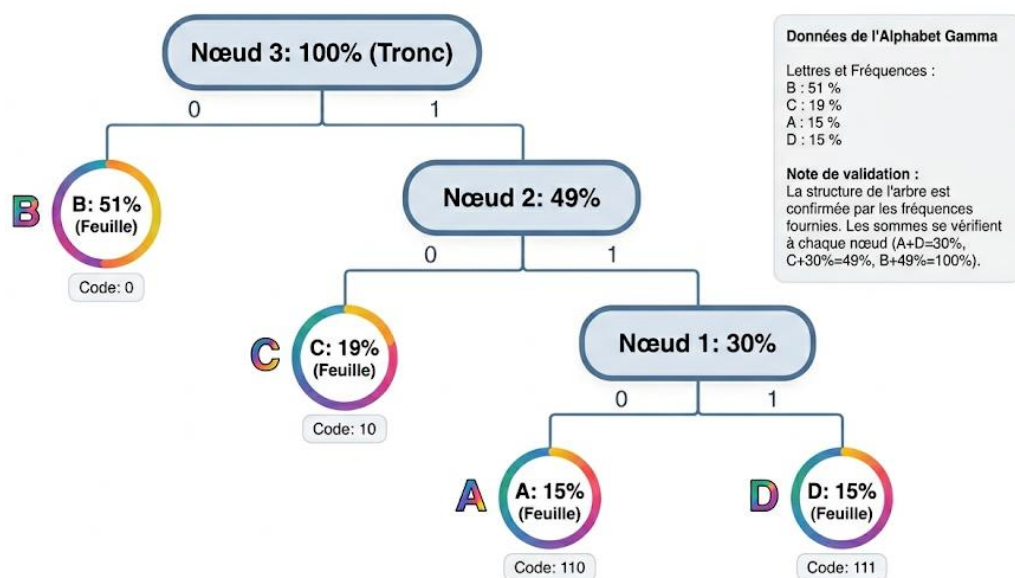 Nœud 3: 100% (Tronc)
0
1
B
B: 51%
(Feuille)
Code: 0
Nœud 2: 49%
0
1
C
C: 19%
(Feuille)
Code: 10
Nœud 1: 30%
0
1
A
A: 15%
(Feuille)
Code: 110
D
D: 15%
(Feuille)
Code: 111
Données de l'Alphabet Gamma
Lettres et Fréquences :
B : 51 %
C : 19 %
A : 15 %
D : 15 %
Note de validation :
La structure de l'arbre est
confirmée par les fréquences
fournies. Les sommes se vérifient
à chaque nœud (A+D=30%,
C+30%=49%, B+49%=100%).